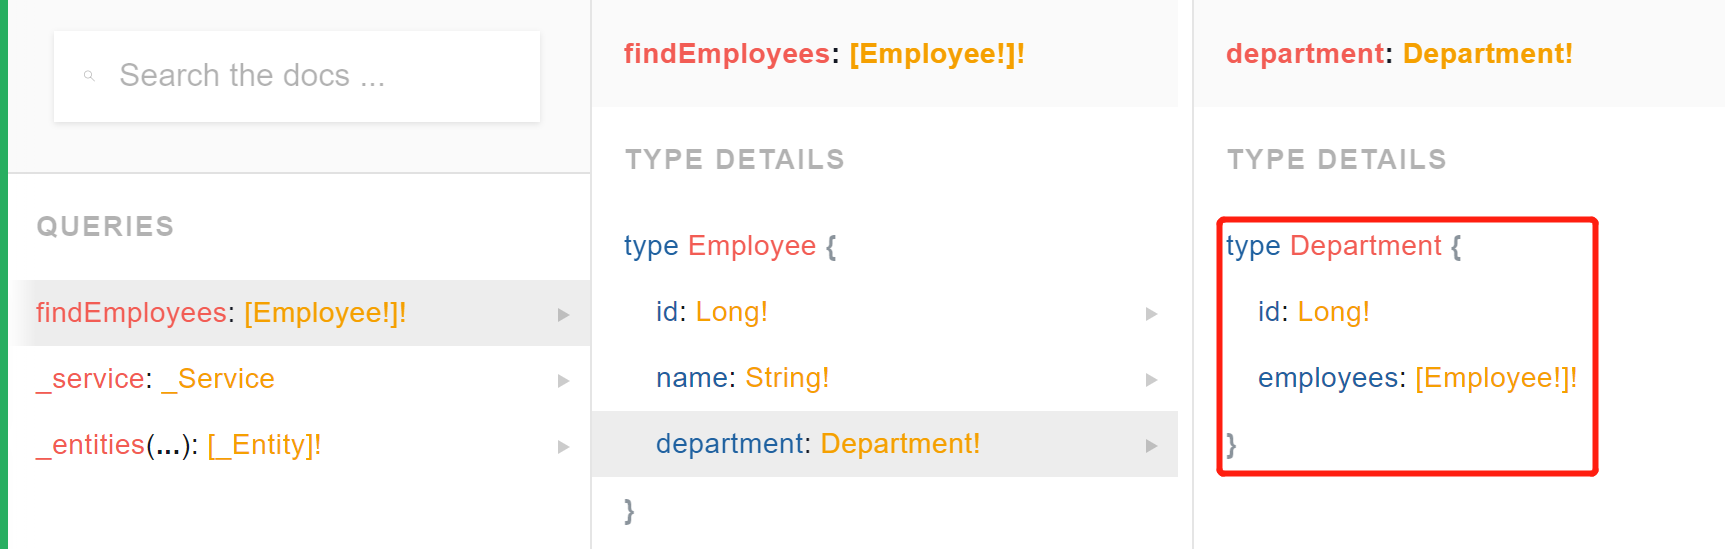 Search the docs ...
QUERIES
findEmployees: [Employee!]!
_service: _Service
_entities(...): [_Entity]!
findEmployees: [Employee!]!
TYPE DETAILS
type Employee {
id: Long!
name: String!
department: Department!
}
department: Department!
TYPE DETAILS
type Department {
id: Long!
employees: [Employee!]!
}